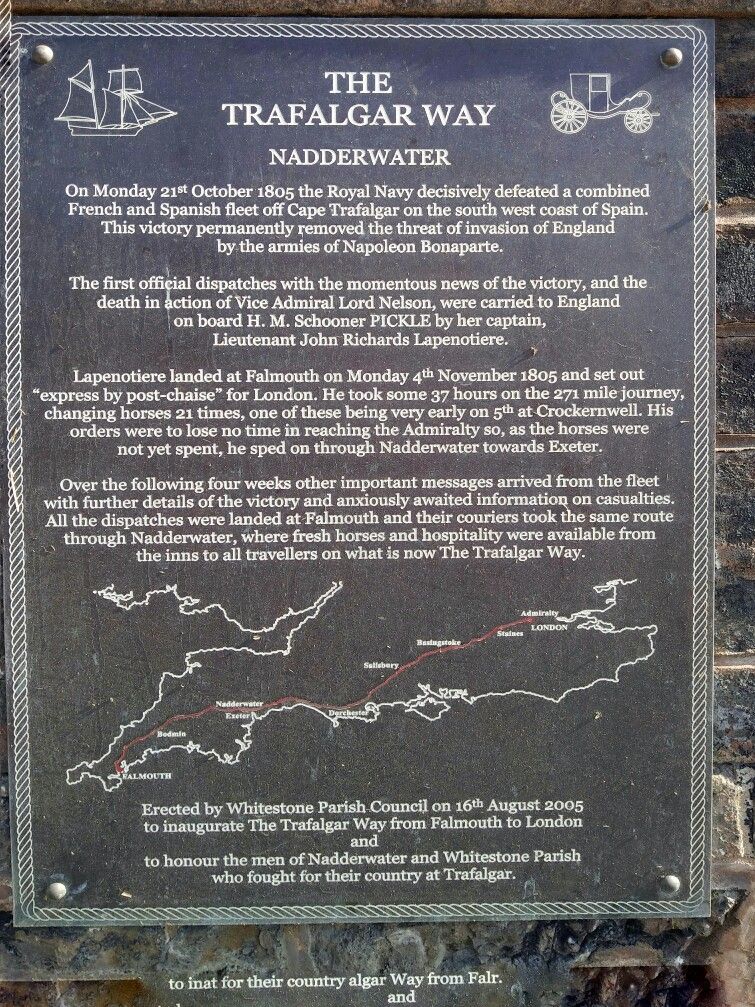 THE
TRAFALGAR WAY
NADDERWATER
On Monday 21st October 1805 the Royal Navy decisively defeated a combined
French and Spanish fleet off Cape Trafalgar on the south west coast of Spain.
This victory permanently removed the threat of invasion of England
by the armies of Napoleon Bonaparte.
The first official dispatches with the momentous news of the victory, and the
death in action of Vice Admiral Lord Nelson, were carried to England
on board H. M. Schooner PICKLE by her captain,
Lieutenant John Richards Lapenotiere.
Lapenotiere landed at Falmouth on Monday 4th November 1805 and set out
“express by post-chaise” for London. He took some 37 hours on the 271 mile journey,
changing horses 21 times, one of these being very early on 5th at Crockernwell. His
orders were to lose no time in reaching the Admiralty so, as the horses were
not yet spent, he sped on through Nadderwater towards Exeter.
Over the following four weeks other important messages arrived from the fleet
with further details of the victory and anxiously awaited information on casualties.
All the dispatches were landed at Falmouth and their couriers took the same route
through Nadderwater, where fresh horses and hospitality were available from
the inns to all travellers on what is now The Trafalgar Way.
Admiralty
LONDON
Staines
Basingstoke
Salisbury
Nadderwater
Exeter
Dorchester
Bodmin
FALMOUTH
Erected by Whitestone Parish Council on 16th August 2005
to inaugurate The Trafalgar Way from Falmouth to London
and
to honour the men of Nadderwater and Whitestone Parish
who fought for their country at Trafalgar.
to inat for their country algar Way from Falr.
and